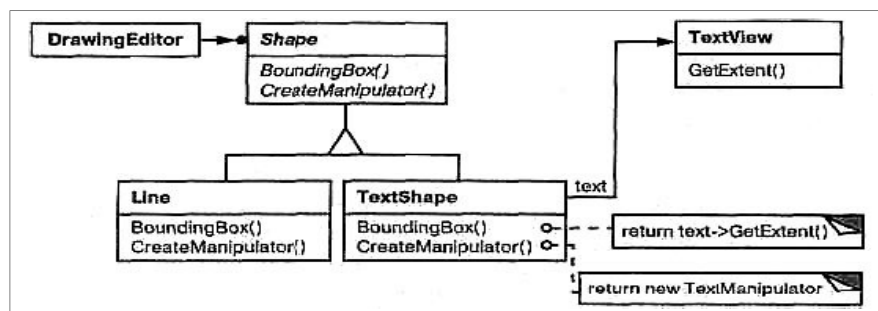 DrawingEditor
Shape
BoundingBox()
CreateManipulator()
TextView
GetExtent()
Line
BoundingBox()
CreateManipulator()
TextShape
BoundingBox()
CreateManipulator()
text
return text->GetExtent()
return new TextManipulator